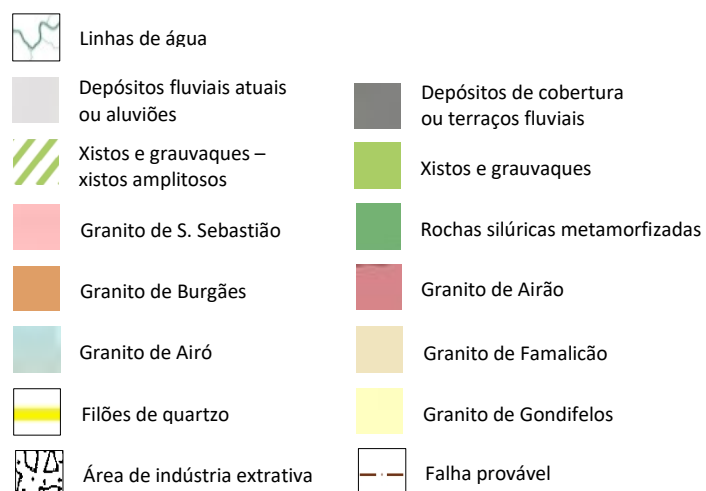 Linhas de água
Depósitos fluviais atuais
ou aluviões
Depósitos de cobertura
ou terraços fluviais
Xistos e grauvaques –
xistos amplitosos
Xistos e grauvaques
Granito de S. Sebastião
Rochas silúricas metamorfizadas
Granito de Burgães
Granito de Airão
Granito de Airó
Granito de Famalicão
Filões de quartzo
Granito de Gondifelos
Área de indústria extrativa
Falha provável